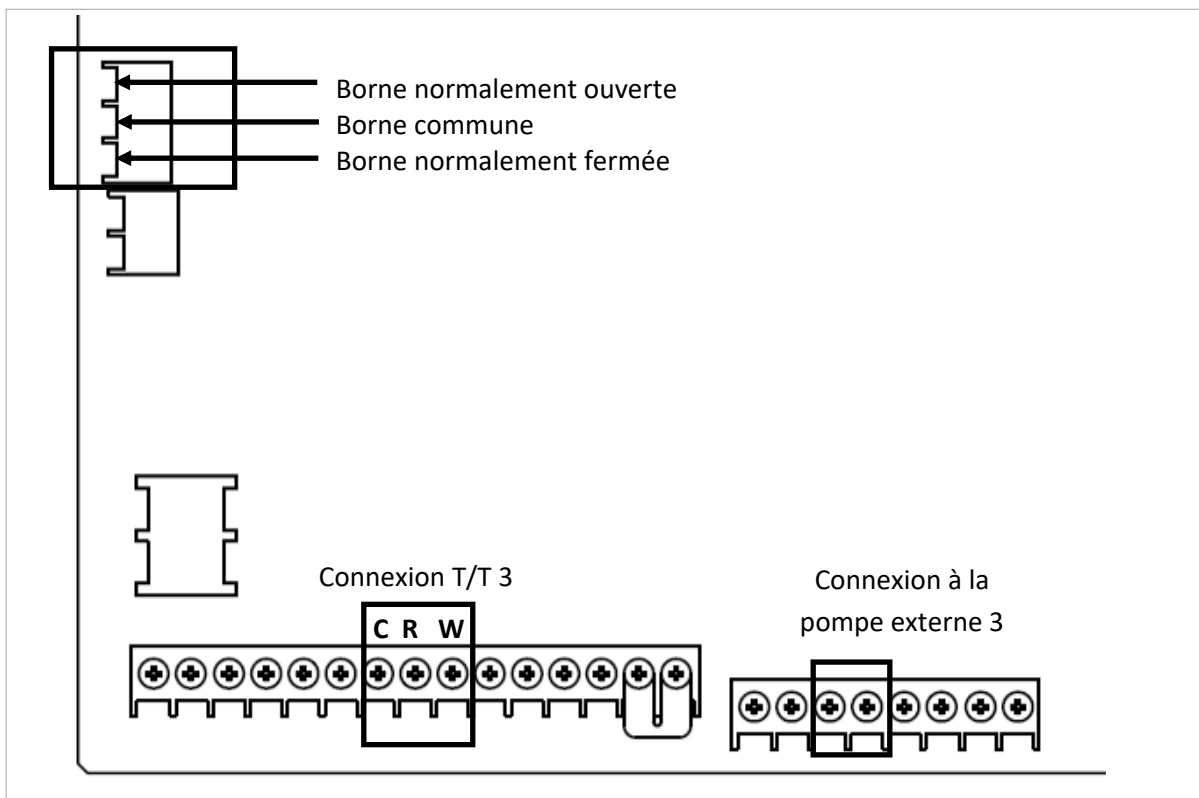 Borne normalement ouverte
Borne commune
Borne normalement fermée
Connexion T/T 3
C R W
Connexion à la
pompe externe 3